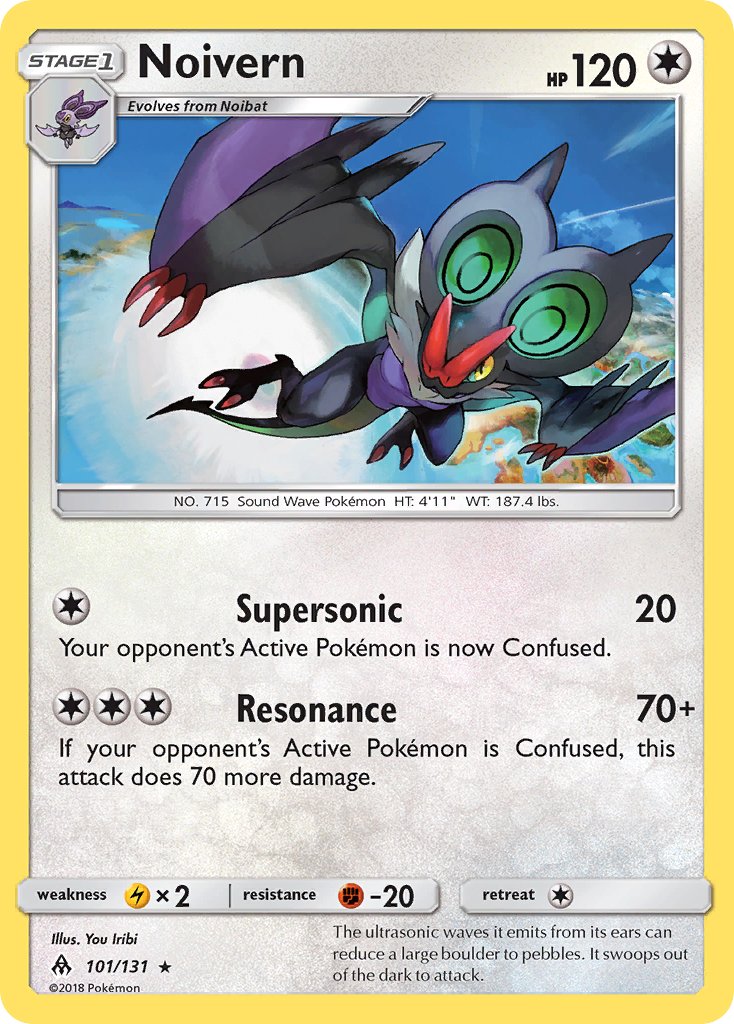 STAGE1
Noivern
HP 120
Evolves from Noibat
NO. 715 Sound Wave Pokémon HT: 4'11" WT: 187.4 lbs.
Supersonic 20
Your opponent's Active Pokémon is now Confused.
Resonance 70+
If your opponent's Active Pokémon is Confused, this
attack does 70 more damage.
weakness ×2 resistance -20 retreat
Illus. You Iribi
101/131 ★
©2018 Pokémon
The ultrasonic waves it emits from its ears can
reduce a large boulder to pebbles. It swoops out
of the dark to attack.